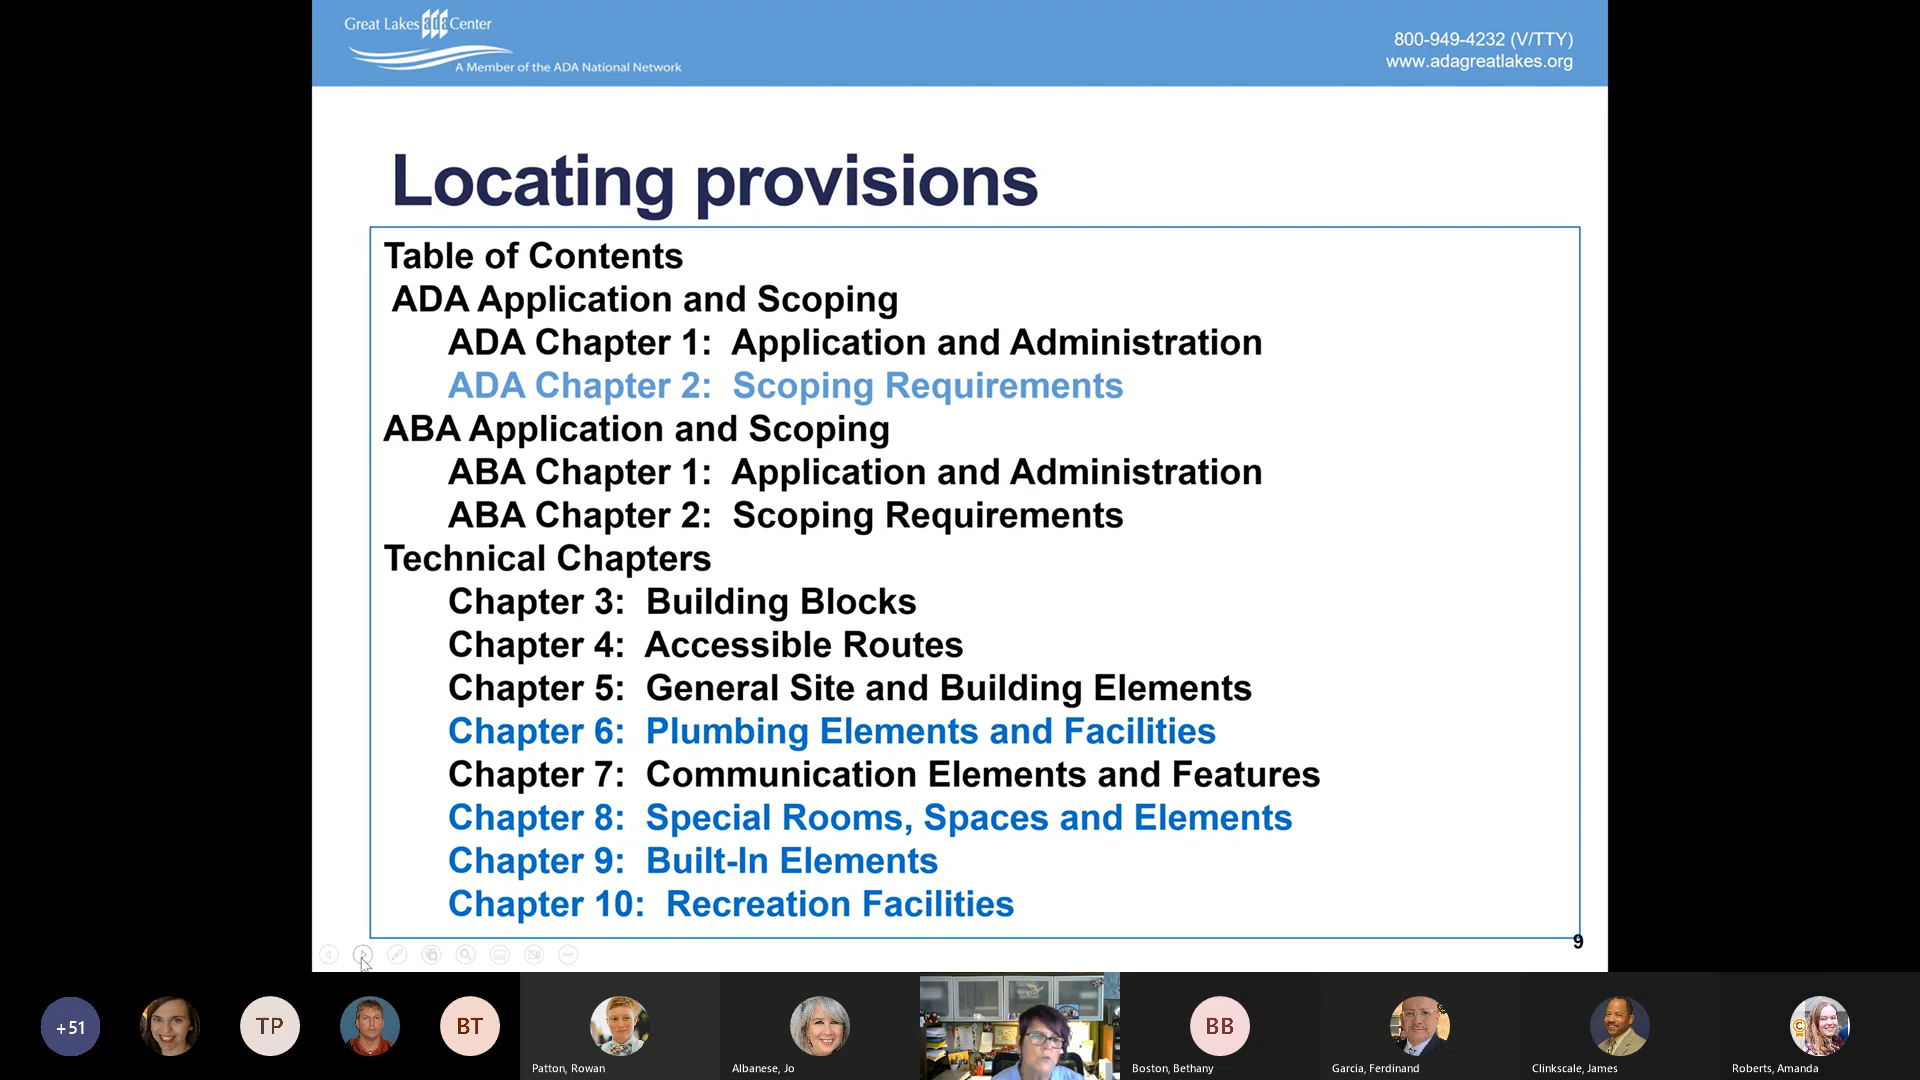 Great Lakes ada Center
A Member of the ADA National Network
800-949-4232 (V/TTY)
www.adagreatlakes.org
Locating provisions
Table of Contents
ADA Application and Scoping
ADA Chapter 1: Application and Administration
ADA Chapter 2: Scoping Requirements
ABA Application and Scoping
ABA Chapter 1: Application and Administration
ABA Chapter 2: Scoping Requirements
Technical Chapters
Chapter 3: Building Blocks
Chapter 4: Accessible Routes
Chapter 5: General Site and Building Elements
Chapter 6: Plumbing Elements and Facilities
Chapter 7: Communication Elements and Features
Chapter 8: Special Rooms, Spaces and Elements
Chapter 9: Built-In Elements
Chapter 10: Recreation Facilities
9
+51
TP
BT
BB
Patton, Rowan
Albanese, Jo
Boston, Bethany
Garcia, Ferdinand
Clinkscale, James
Roberts, Amanda